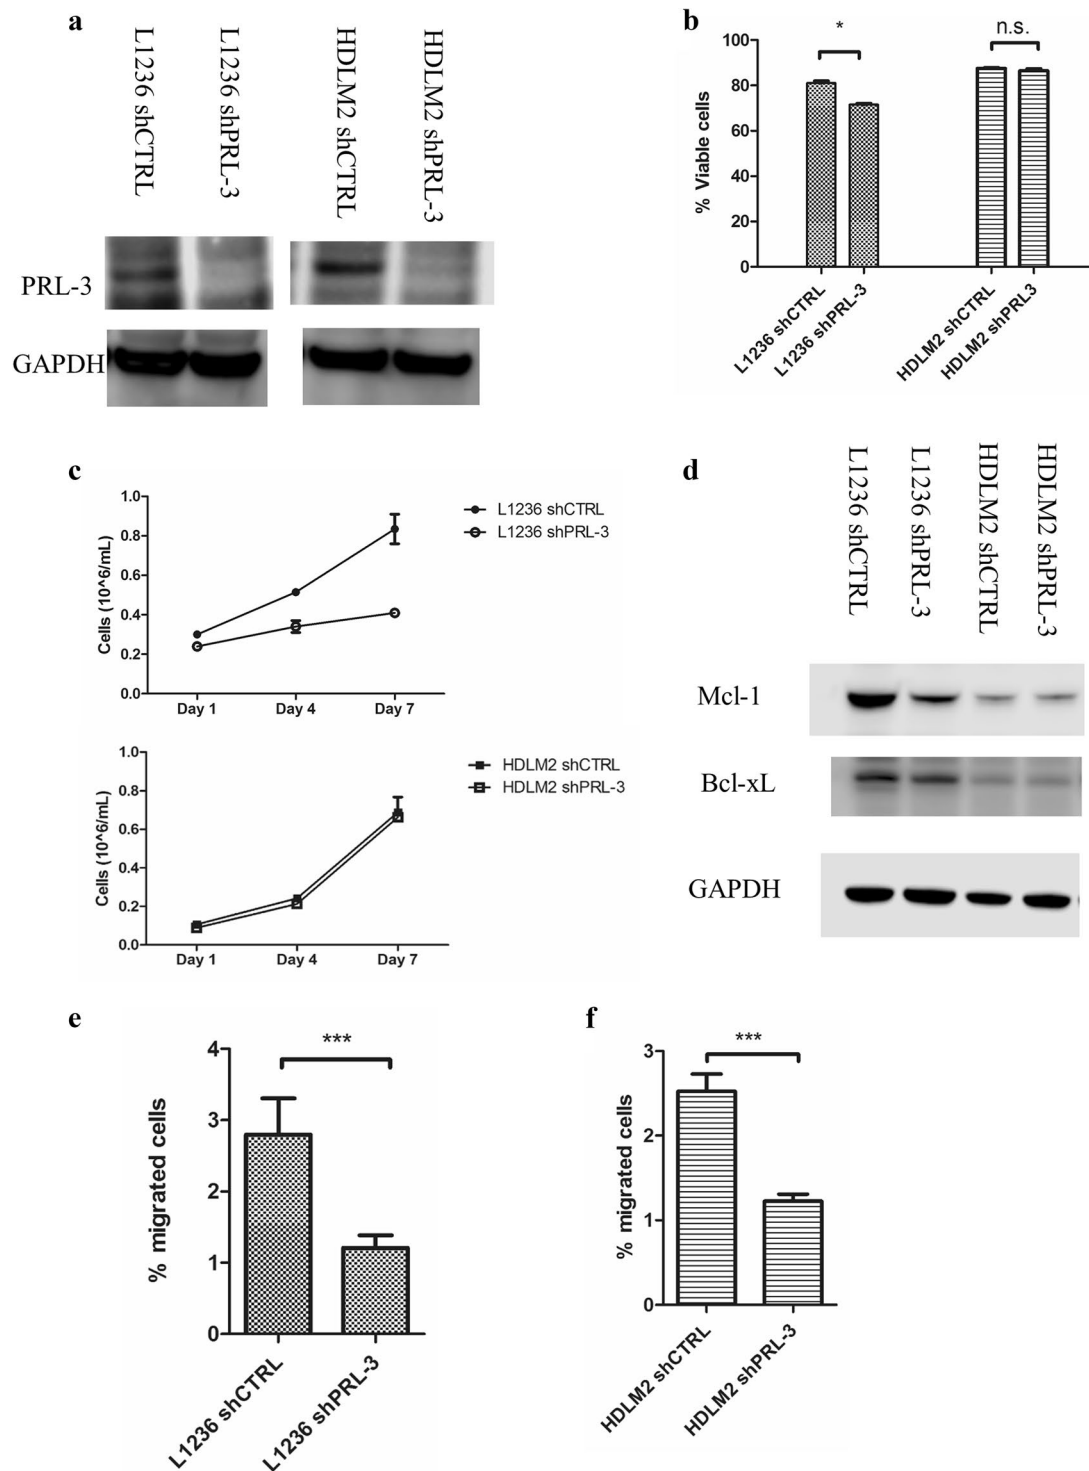 a
L1236 shCTRL
L1236 shPRL-3
HDLM2 shCTRL
HDLM2 shPRL-3
PRL-3
GAPDH
b
*
n.s.
% Viable cells
100
80
60
40
20
0
L1236 shCTRL
L1236 shPRL-3
HDLM2 shCTRL
HDLM2 shPRL3
c
Cells (10^6/mL)
1.0
0.8
0.6
0.4
0.2
0.0
Day 1
Day 4
Day 7
L1236 shCTRL
L1236 shPRL-3
Cells (10^6/mL)
1.0
0.8
0.6
0.4
0.2
0.0
Day 1
Day 4
Day 7
HDLM2 shCTRL
HDLM2 shPRL-3
d
L1236 shCTRL
L1236 shPRL-3
HDLM2 shCTRL
HDLM2 shPRL-3
Mcl-1
Bcl-xL
GAPDH
e
***
% migrated cells
4
3
2
1
0
L1236 shCTRL
L1236 shPRL-3
f
***
% migrated cells
3
2
1
0
HDLM2 shCTRL
HDLM2 shPRL-3